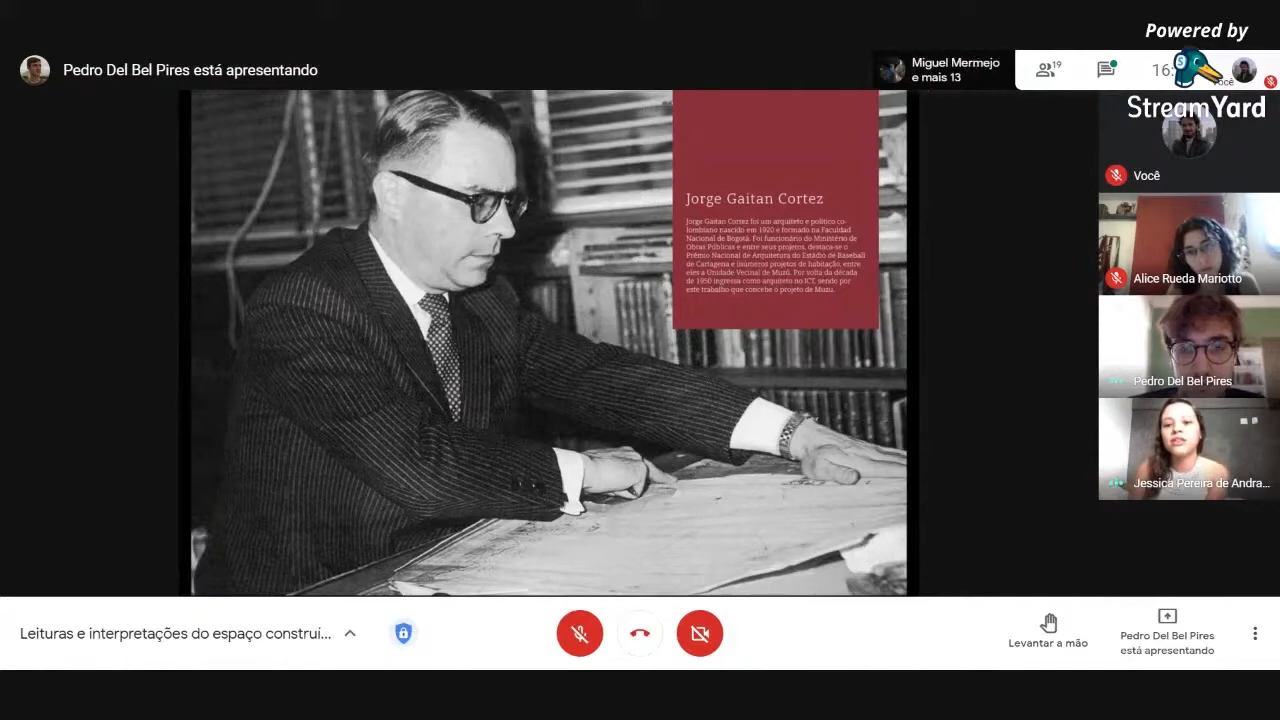 Powered by
Pedro Del Bel Pires está apresentando
Miguel Mermejo
e mais 13
19
16:
Você
StreamYard
Você
Jorge Gaitan Cortez
Jorge Gaitan Cortez foi um arquiteto e político co-
lombiano nascido em 1920 e formado na Faculdad
Nacional de Bogotá. Foi funcionário do Ministério de
Obras Públicas e entre seus projetos, destaca-se o
Prêmio Nacional de Arquitetura do Estádio de Baseball
de Cartagena e inúmeros projetos de habitação, entre
eles a Unidade Vecinal de Muzú. Por volta da década
de 1950 ingressa como arquiteto no ICT, sendo por
este trabalho que concebe o projeto de Muzu.
Alice Rueda Mariotto
Pedro Del Bel Pires
Jessica Pereira de Andra...
Leituras e interpretações do espaço construí...
Levantar a mão
Pedro Del Bel Pires
está apresentando